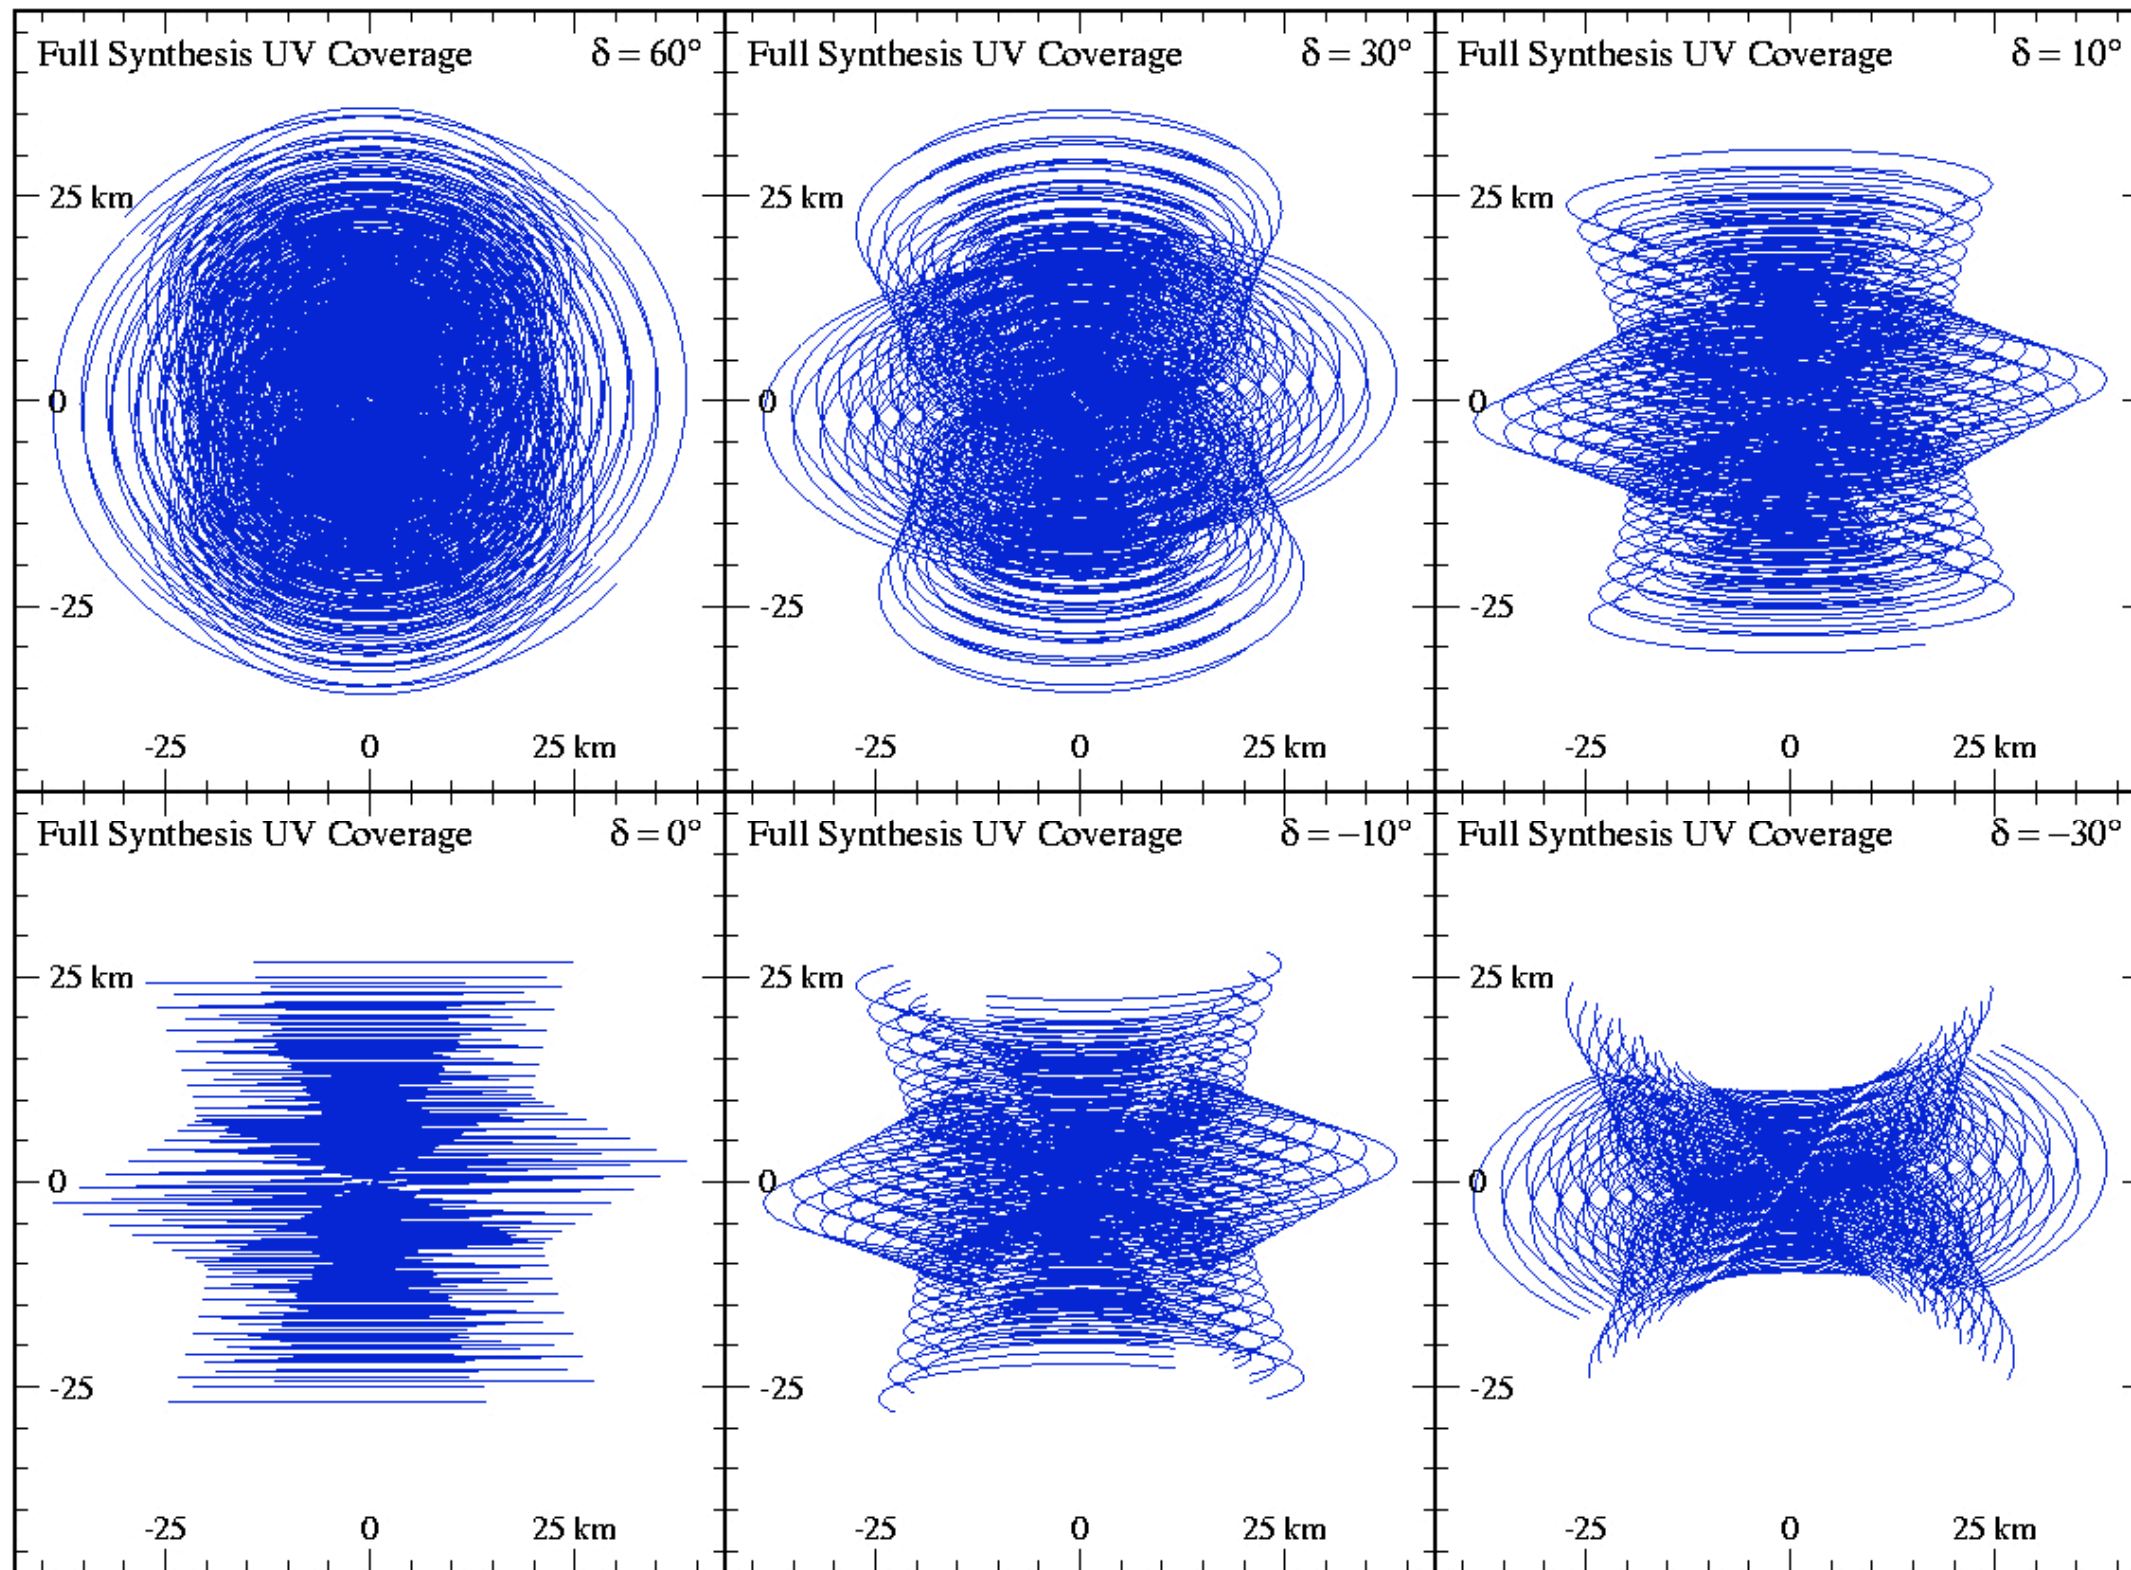 Full Synthesis UV Coverage δ = 60°
25 km
0
-25
-25 0 25 km
Full Synthesis UV Coverage δ = 30°
25 km
0
-25
-25 0 25 km
Full Synthesis UV Coverage δ = 10°
25 km
0
-25
-25 0 25 km
Full Synthesis UV Coverage δ = 0°
25 km
0
-25
-25 0 25 km
Full Synthesis UV Coverage δ = −10°
25 km
0
-25
-25 0 25 km
Full Synthesis UV Coverage δ = −30°
25 km
0
-25
-25 0 25 km